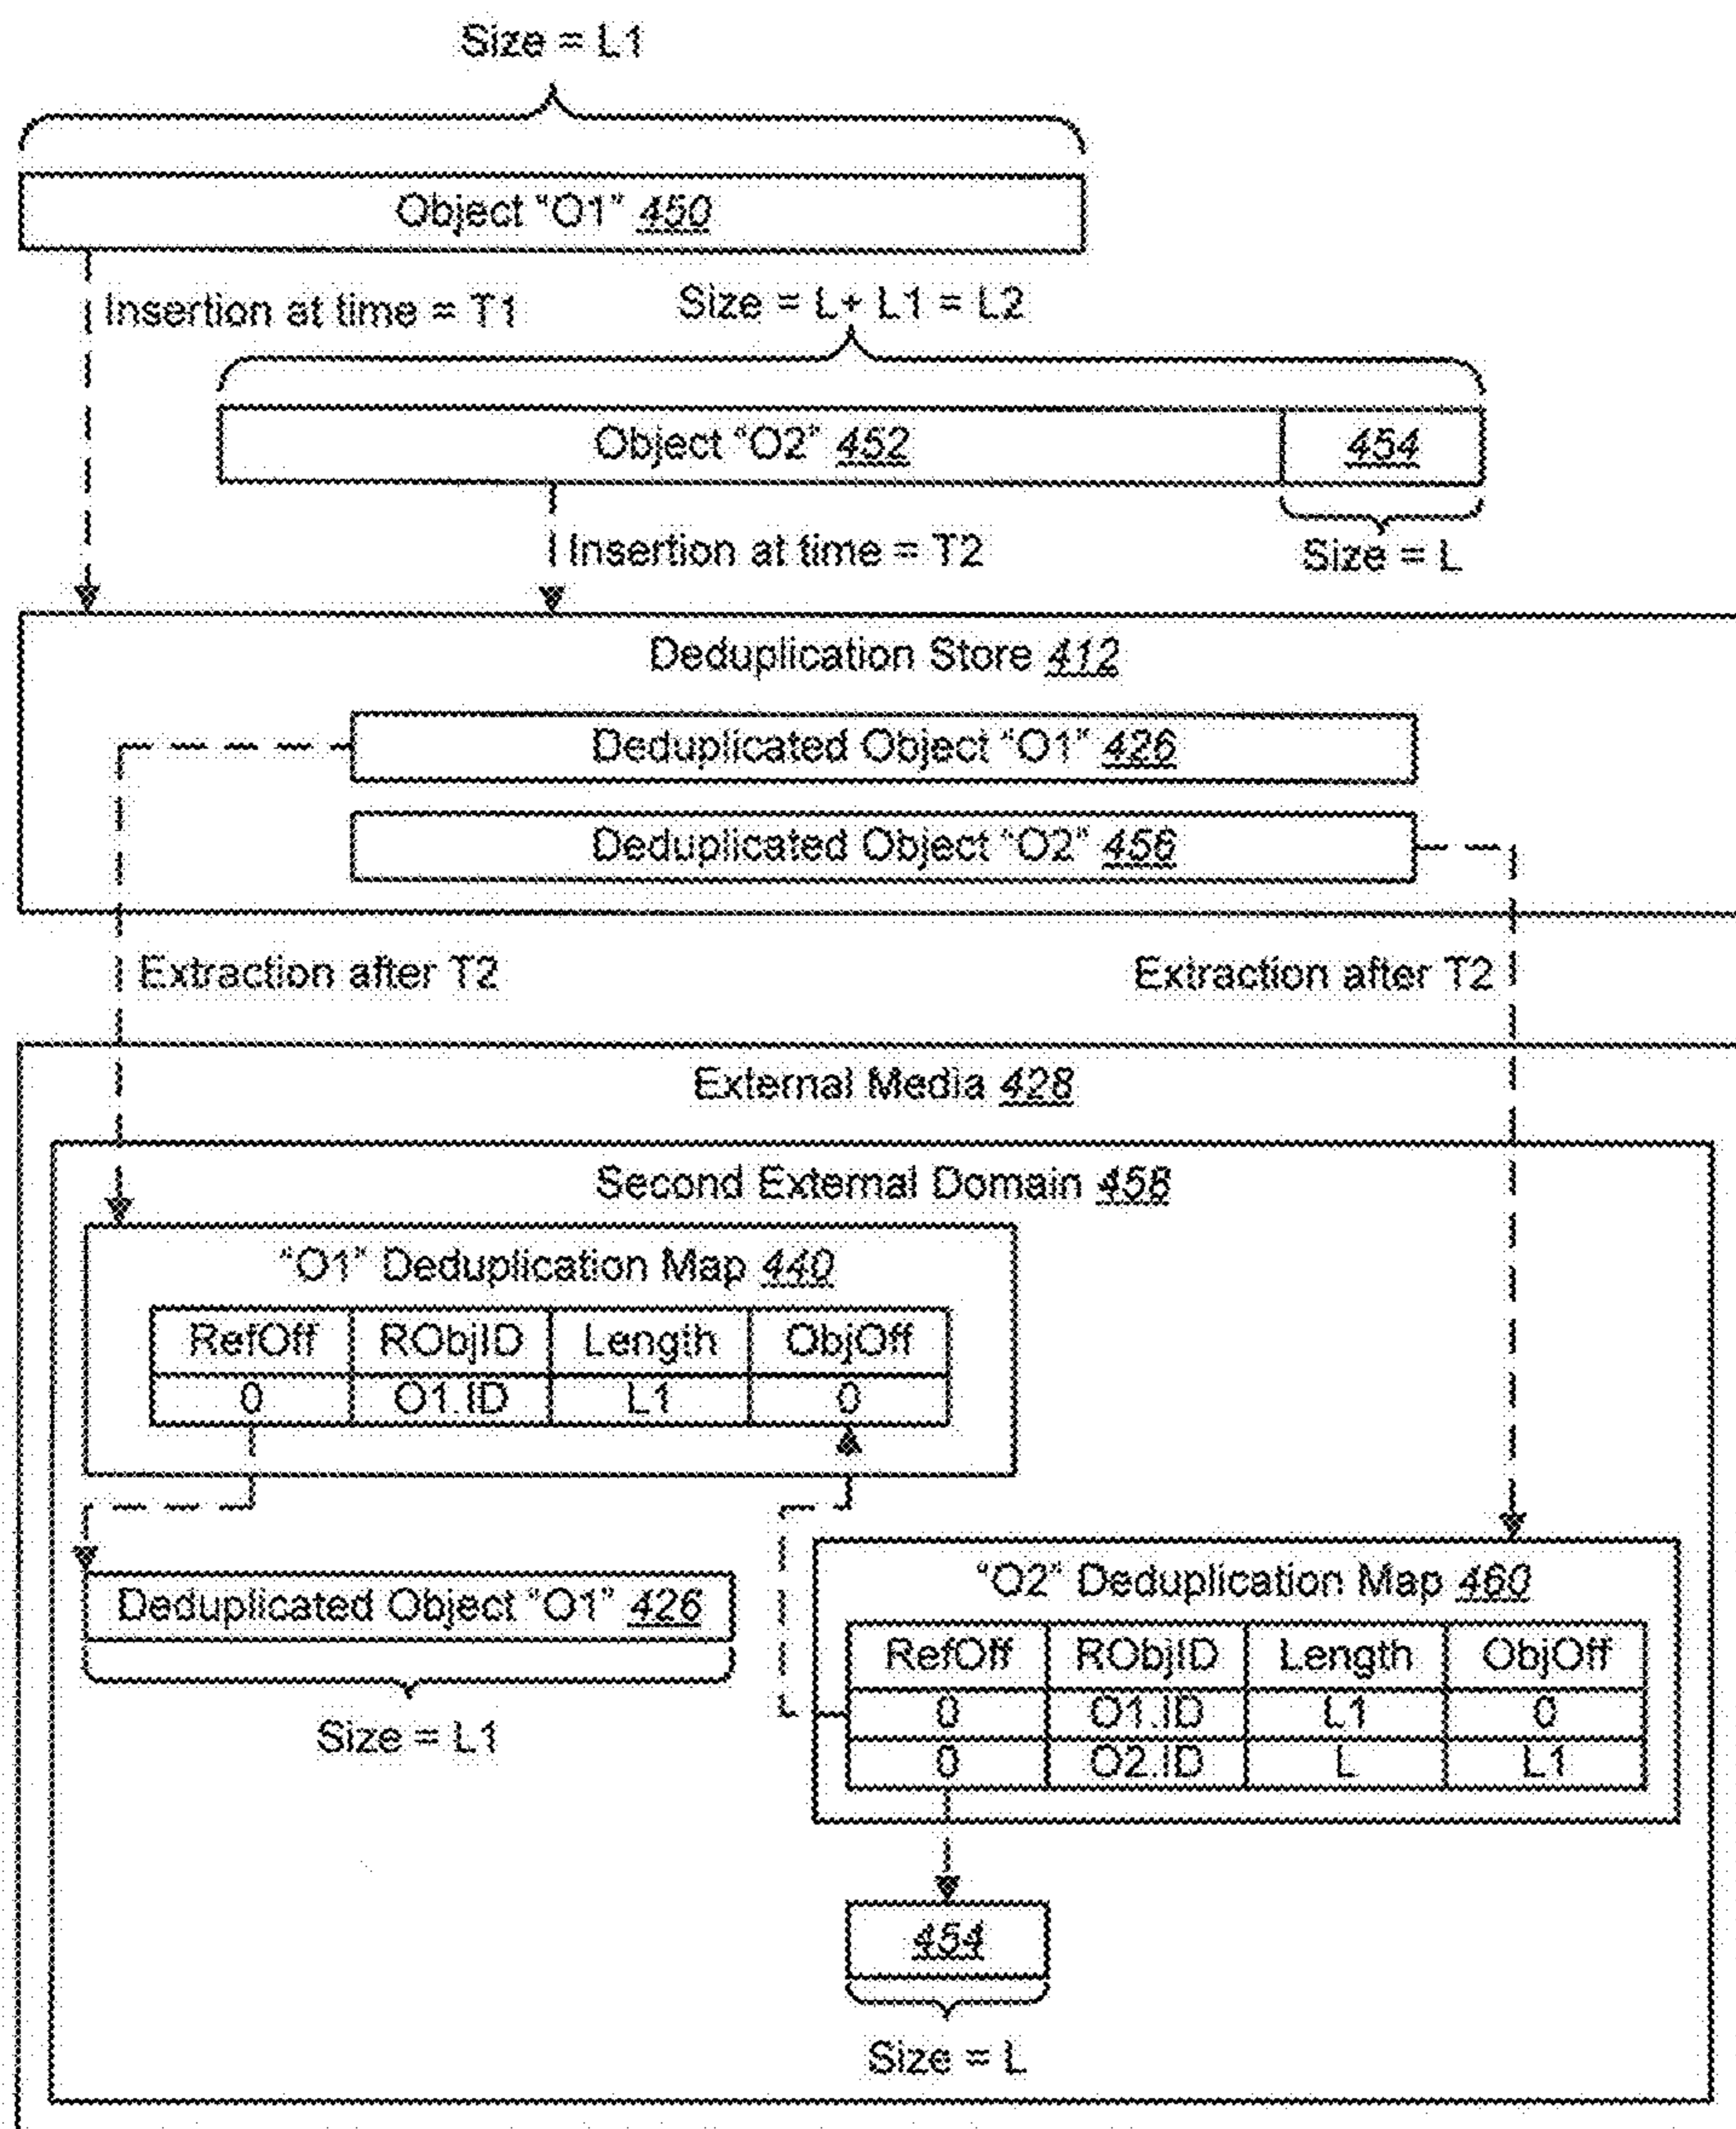 Size = L1
Object "O1" 450
Insertion at time = T1
Size = L+ L1 = L2
Object "O2" 452
454
Insertion at time = T2
Size = L
Deduplication Store 412
Deduplicated Object "O1" 426
Deduplicated Object "O2" 456
Extraction after T2
Extraction after T2
External Media 428
Second External Domain 458
"O1" Deduplication Map 440
RefOff RObjID Length ObjOff
0 O1.ID L1 0
Deduplicated Object "O1" 426
Size = L1
"O2" Deduplication Map 460
RefOff RObjID Length ObjOff
0 O1.ID L1 0
0 O2.ID L L1
454
Size = L